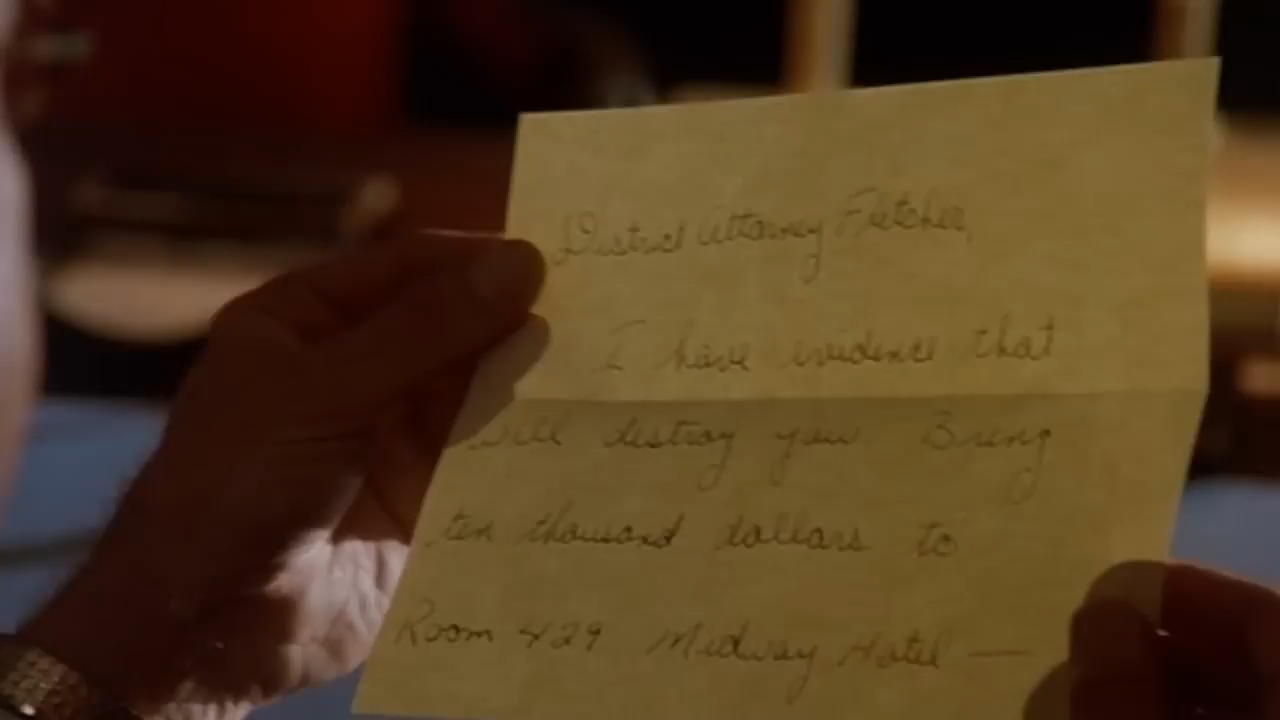 District Attorney Fletcher,
I have evidence that
will destroy you. Bring
ten thousand dollars to
Room 429 Midway Hotel —